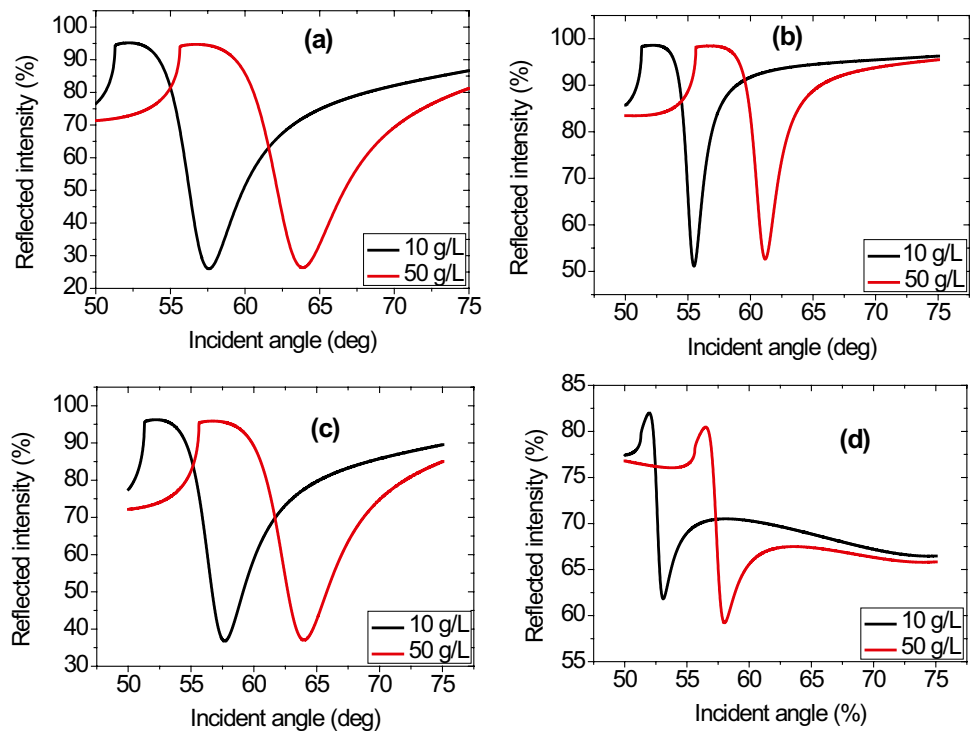 (a)
Reflected intensity (%)
100
90
80
70
60
50
40
30
20
50 55 60 65 70 75
Incident angle (deg)
10 g/L
50 g/L
(b)
Reflected intensity (%)
100
90
80
70
60
50
50 55 60 65 70 75
Incident angle (deg)
10 g/L
50 g/L
(c)
Reflected intensity (%)
100
90
80
70
60
50
40
30
50 55 60 65 70 75
Incident angle (deg)
10 g/L
50 g/L
(d)
Reflected intensity (%)
85
80
75
70
65
60
55
50 55 60 65 70 75
Incident angle (%)
10 g/L
50 g/L